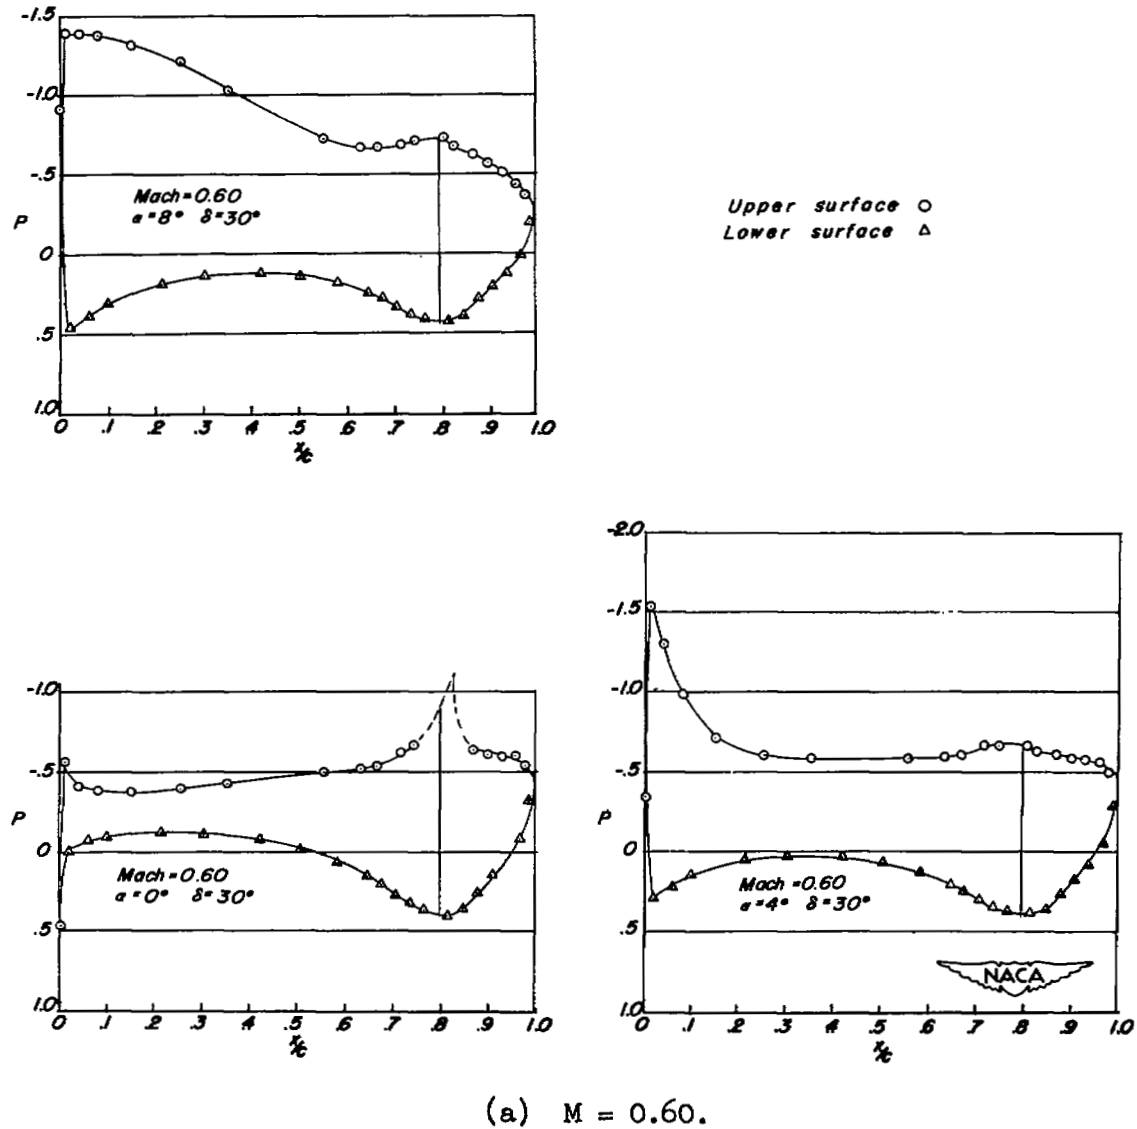 -1.5
-1.0
-.5
P
0
.5
1.0
Mach=0.60
α=8° δ=30°
0 .1 .2 .3 .4 .5 .6 .7 .8 .9 1.0
x/c
Upper surface ○
Lower surface △
-1.0
-.5
P
0
.5
1.0
Mach=0.60
α=0° δ=30°
0 .1 .2 .3 .4 .5 .6 .7 .8 .9 1.0
x/c
-2.0
-1.5
-1.0
-.5
P
0
.5
1.0
Mach=0.60
α=4° δ=30°
NACA
0 .1 .2 .3 .4 .5 .6 .7 .8 .9 1.0
x/c
(a) M = 0.60.